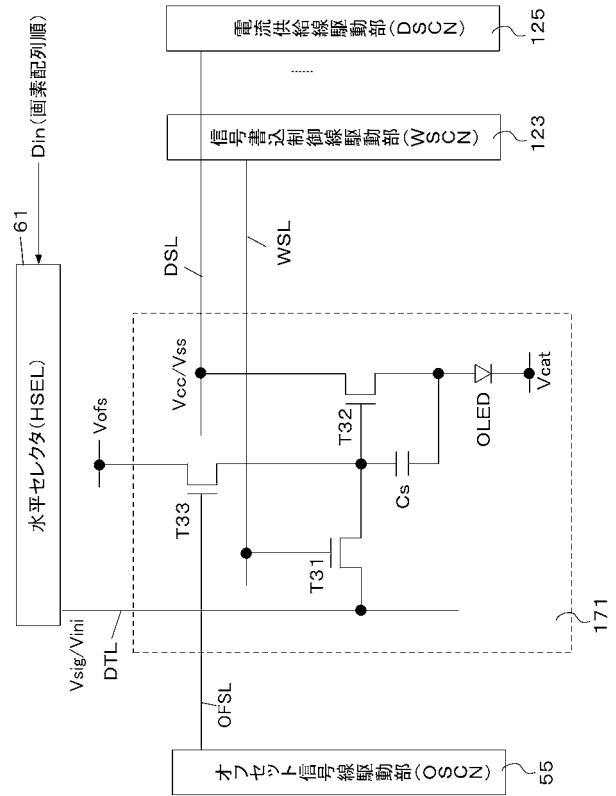 Din(画素配列順)
61
水平セレクタ(HSEL)
Vsig/Vini
DTL
OFSL
オフセット信号線駆動部(OSCN)
55
Vofs
T33
T31
Cs
T32
Vcc/Vss
OLED
Vcat
171
DSL
WSL
信号書込制御線駆動部(WSCN)
123
電流供給線駆動部(DSCN)
125